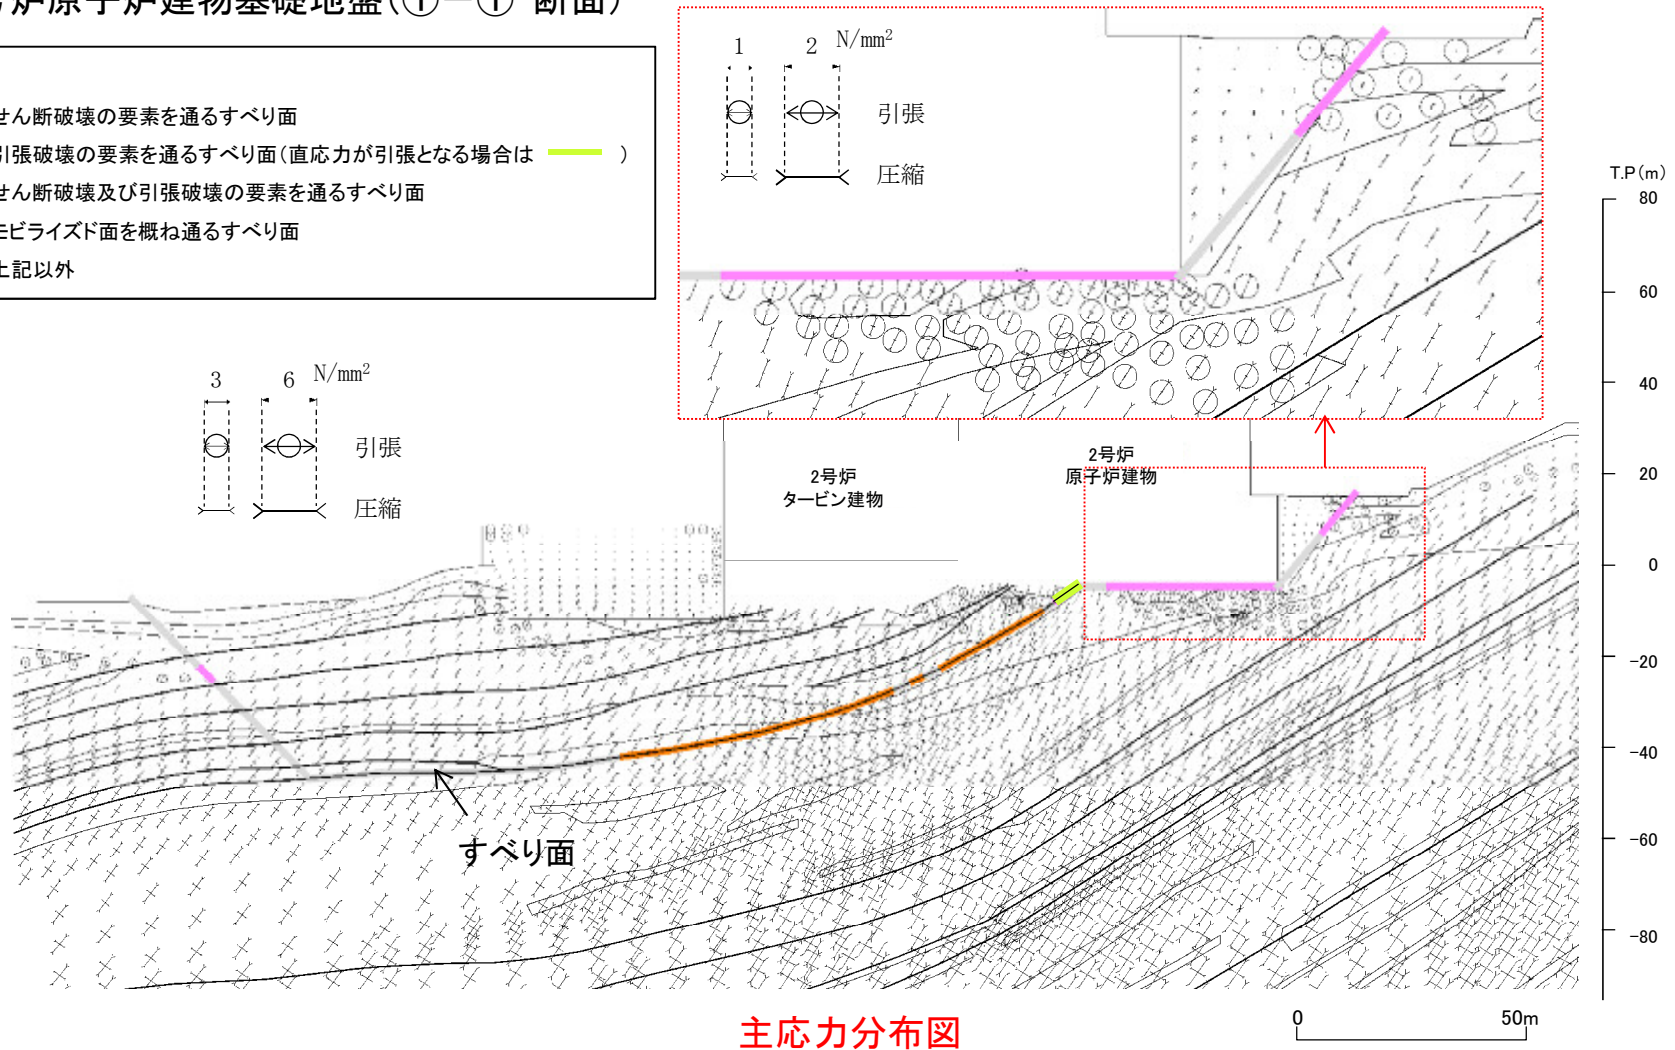 号炉原子炉建物基礎地盤(①-①'断面)
せん断破壊の要素を通るすべり面
引張破壊の要素を通るすべり面(直応力が引張となる場合は )
せん断破壊及び引張破壊の要素を通るすべり面
モビライズド面を概ね通るすべり面
上記以外
1 2 N/mm²
引張
圧縮
3 6 N/mm²
引張
圧縮
2号炉
タービン建物
2号炉
原子炉建物
T.P(m)
80
60
40
20
0
-20
-40
-60
-80
すべり面
主応力分布図
0 50m